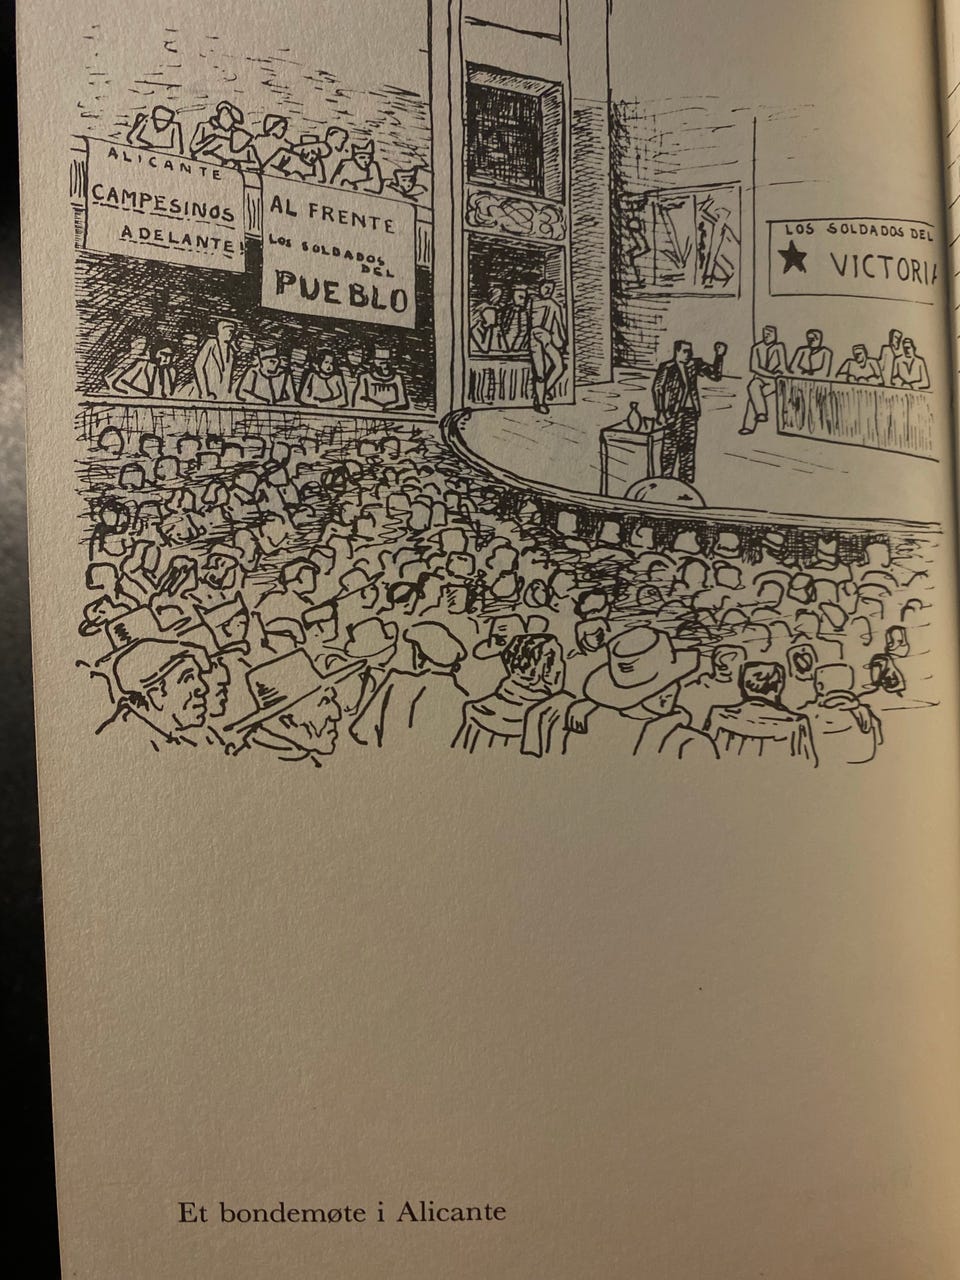 ALICANTE
CAMPESINOS
ADELANTE!
AL FRENTE
LOS SOLDADOS
DEL
PUEBLO
LOS SOLDADOS DEL
★ VICTORIA
Et bondemøte i Alicante